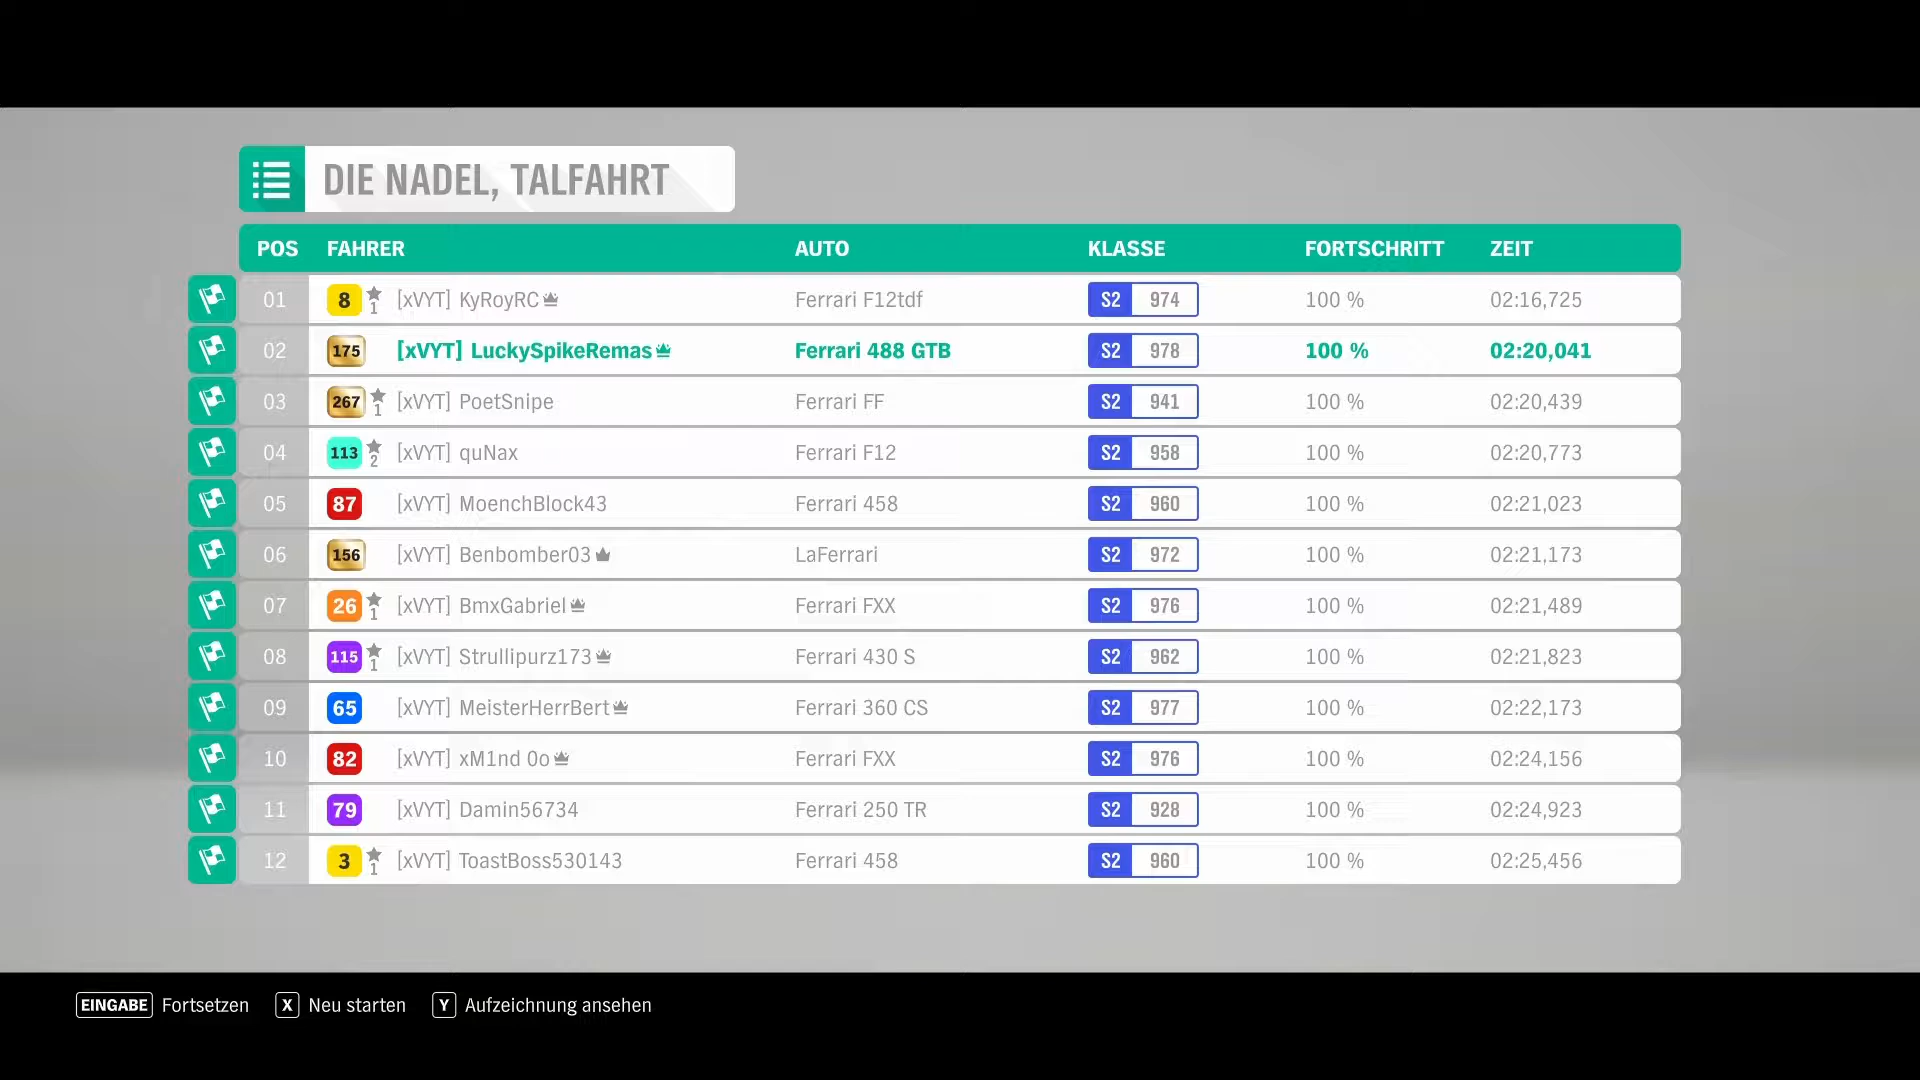 DIE NADEL, TALFAHRT
POS FAHRER AUTO KLASSE FORTSCHRITT ZEIT
01 8 1 [xVYT] KyRoyRC Ferrari F12tdf S2 974 100 % 02:16,725
02 175 [xVYT] LuckySpikeRemas Ferrari 488 GTB S2 978 100 % 02:20,041
03 267 1 [xVYT] PoetSnipe Ferrari FF S2 941 100 % 02:20,439
04 113 2 [xVYT] quNax Ferrari F12 S2 958 100 % 02:20,773
05 87 [xVYT] MoenchBlock43 Ferrari 458 S2 960 100 % 02:21,023
06 156 [xVYT] Benbomber03 LaFerrari S2 972 100 % 02:21,173
07 26 1 [xVYT] BmxGabriel Ferrari FXX S2 976 100 % 02:21,489
08 115 1 [xVYT] Strullipurz173 Ferrari 430 S S2 962 100 % 02:21,823
09 65 [xVYT] MeisterHerrBert Ferrari 360 CS S2 977 100 % 02:22,173
10 82 [xVYT] xM1nd 0o Ferrari FXX S2 976 100 % 02:24,156
11 79 [xVYT] Damin56734 Ferrari 250 TR S2 928 100 % 02:24,923
12 3 1 [xVYT] ToastBoss530143 Ferrari 458 S2 960 100 % 02:25,456
EINGABE Fortsetzen X Neu starten Y Aufzeichnung ansehen